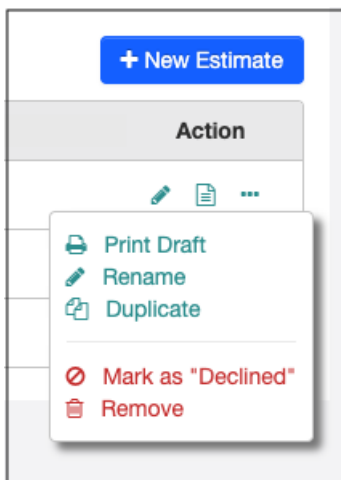 + New Estimate
Action
Print Draft
Rename
Duplicate
Mark as "Declined"
Remove